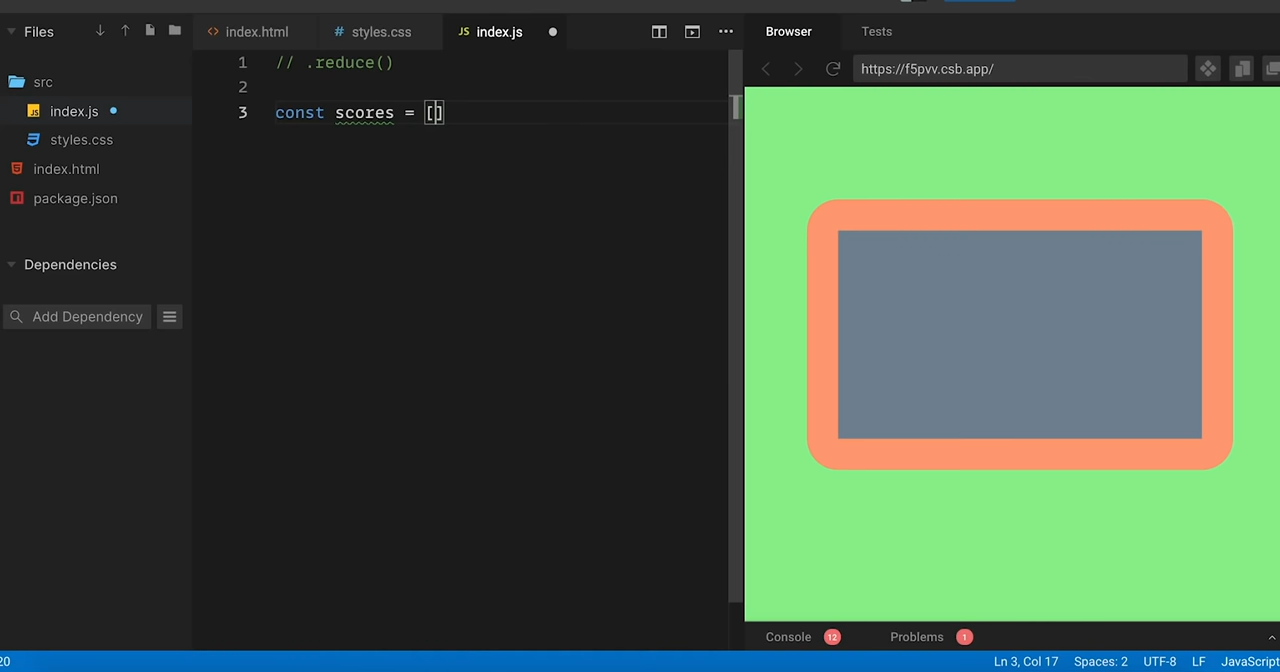 Files
index.html
styles.css
JS index.js
Browser
Tests
https://f5pvv.csb.app/
src
index.js
styles.css
index.html
package.json
Dependencies
Add Dependency
1 // .reduce()
2
3 const scores = []
Console 12
Problems 1
20
Ln 3, Col 17
Spaces: 2
UTF-8
LF
JavaScript